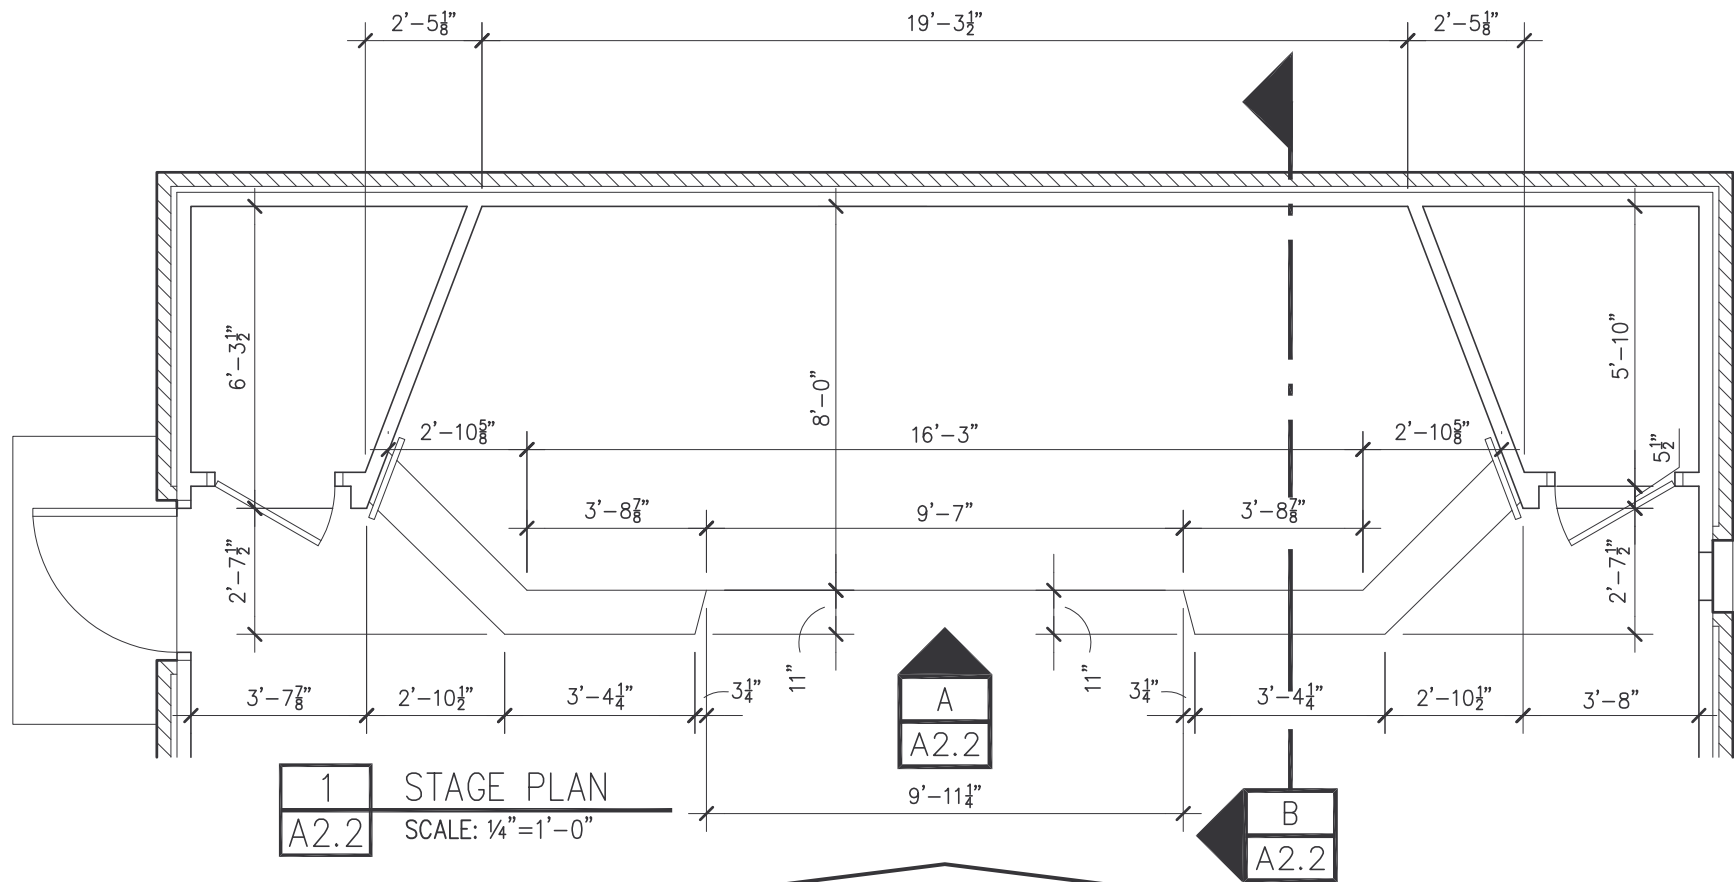 2'-5⅛" 19'-3½" 2'-5⅛"
6'-3½" 8'-0" 5'-10"
2'-10⅝" 16'-3" 2'-10⅝" 5½"
3'-8⅞" 9'-7" 3'-8⅞"
2'-7½" 2'-7½"
11" 11"
3'-7⅞" 2'-10½" 3'-4¼" 3¼" 3¼" 3'-4¼" 2'-10½" 3'-8"
A
A2.2
9'-11¼"
1 STAGE PLAN
A2.2 SCALE: ¼"=1'-0"
B
A2.2